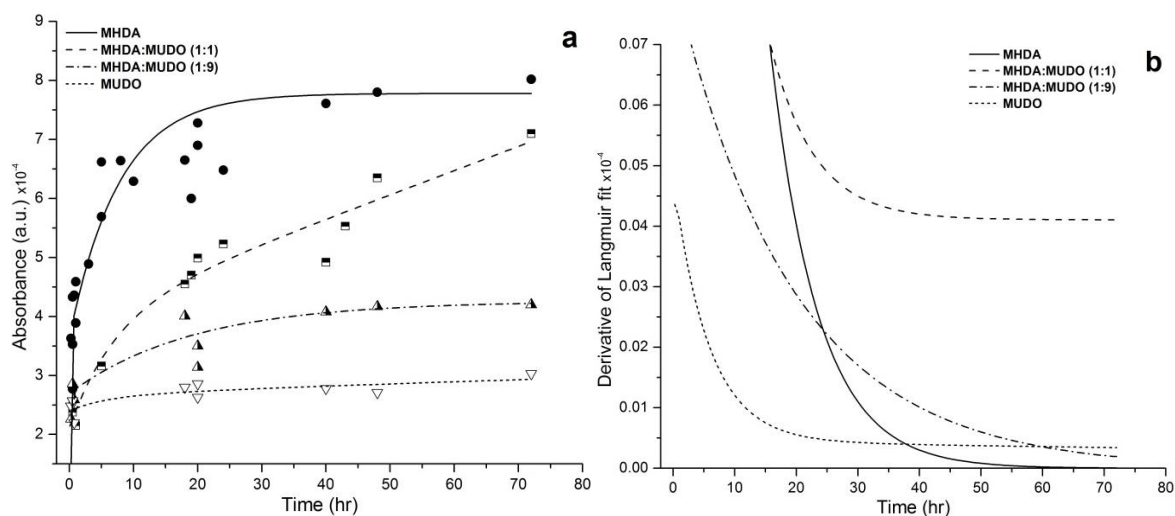 a
MHDA
MHDA:MUDO (1:1)
MHDA:MUDO (1:9)
MUDO
Absorbance (a.u.) x10-4
9
8
7
6
5
4
3
2
0 10 20 30 40 50 60 70 80
Time (hr)
b
MHDA
MHDA:MUDO (1:1)
MHDA:MUDO (1:9)
MUDO
Derivative of Langmuir fit x10-4
0.07
0.06
0.05
0.04
0.03
0.02
0.01
0.00
0 10 20 30 40 50 60 70 80
Time (hr)